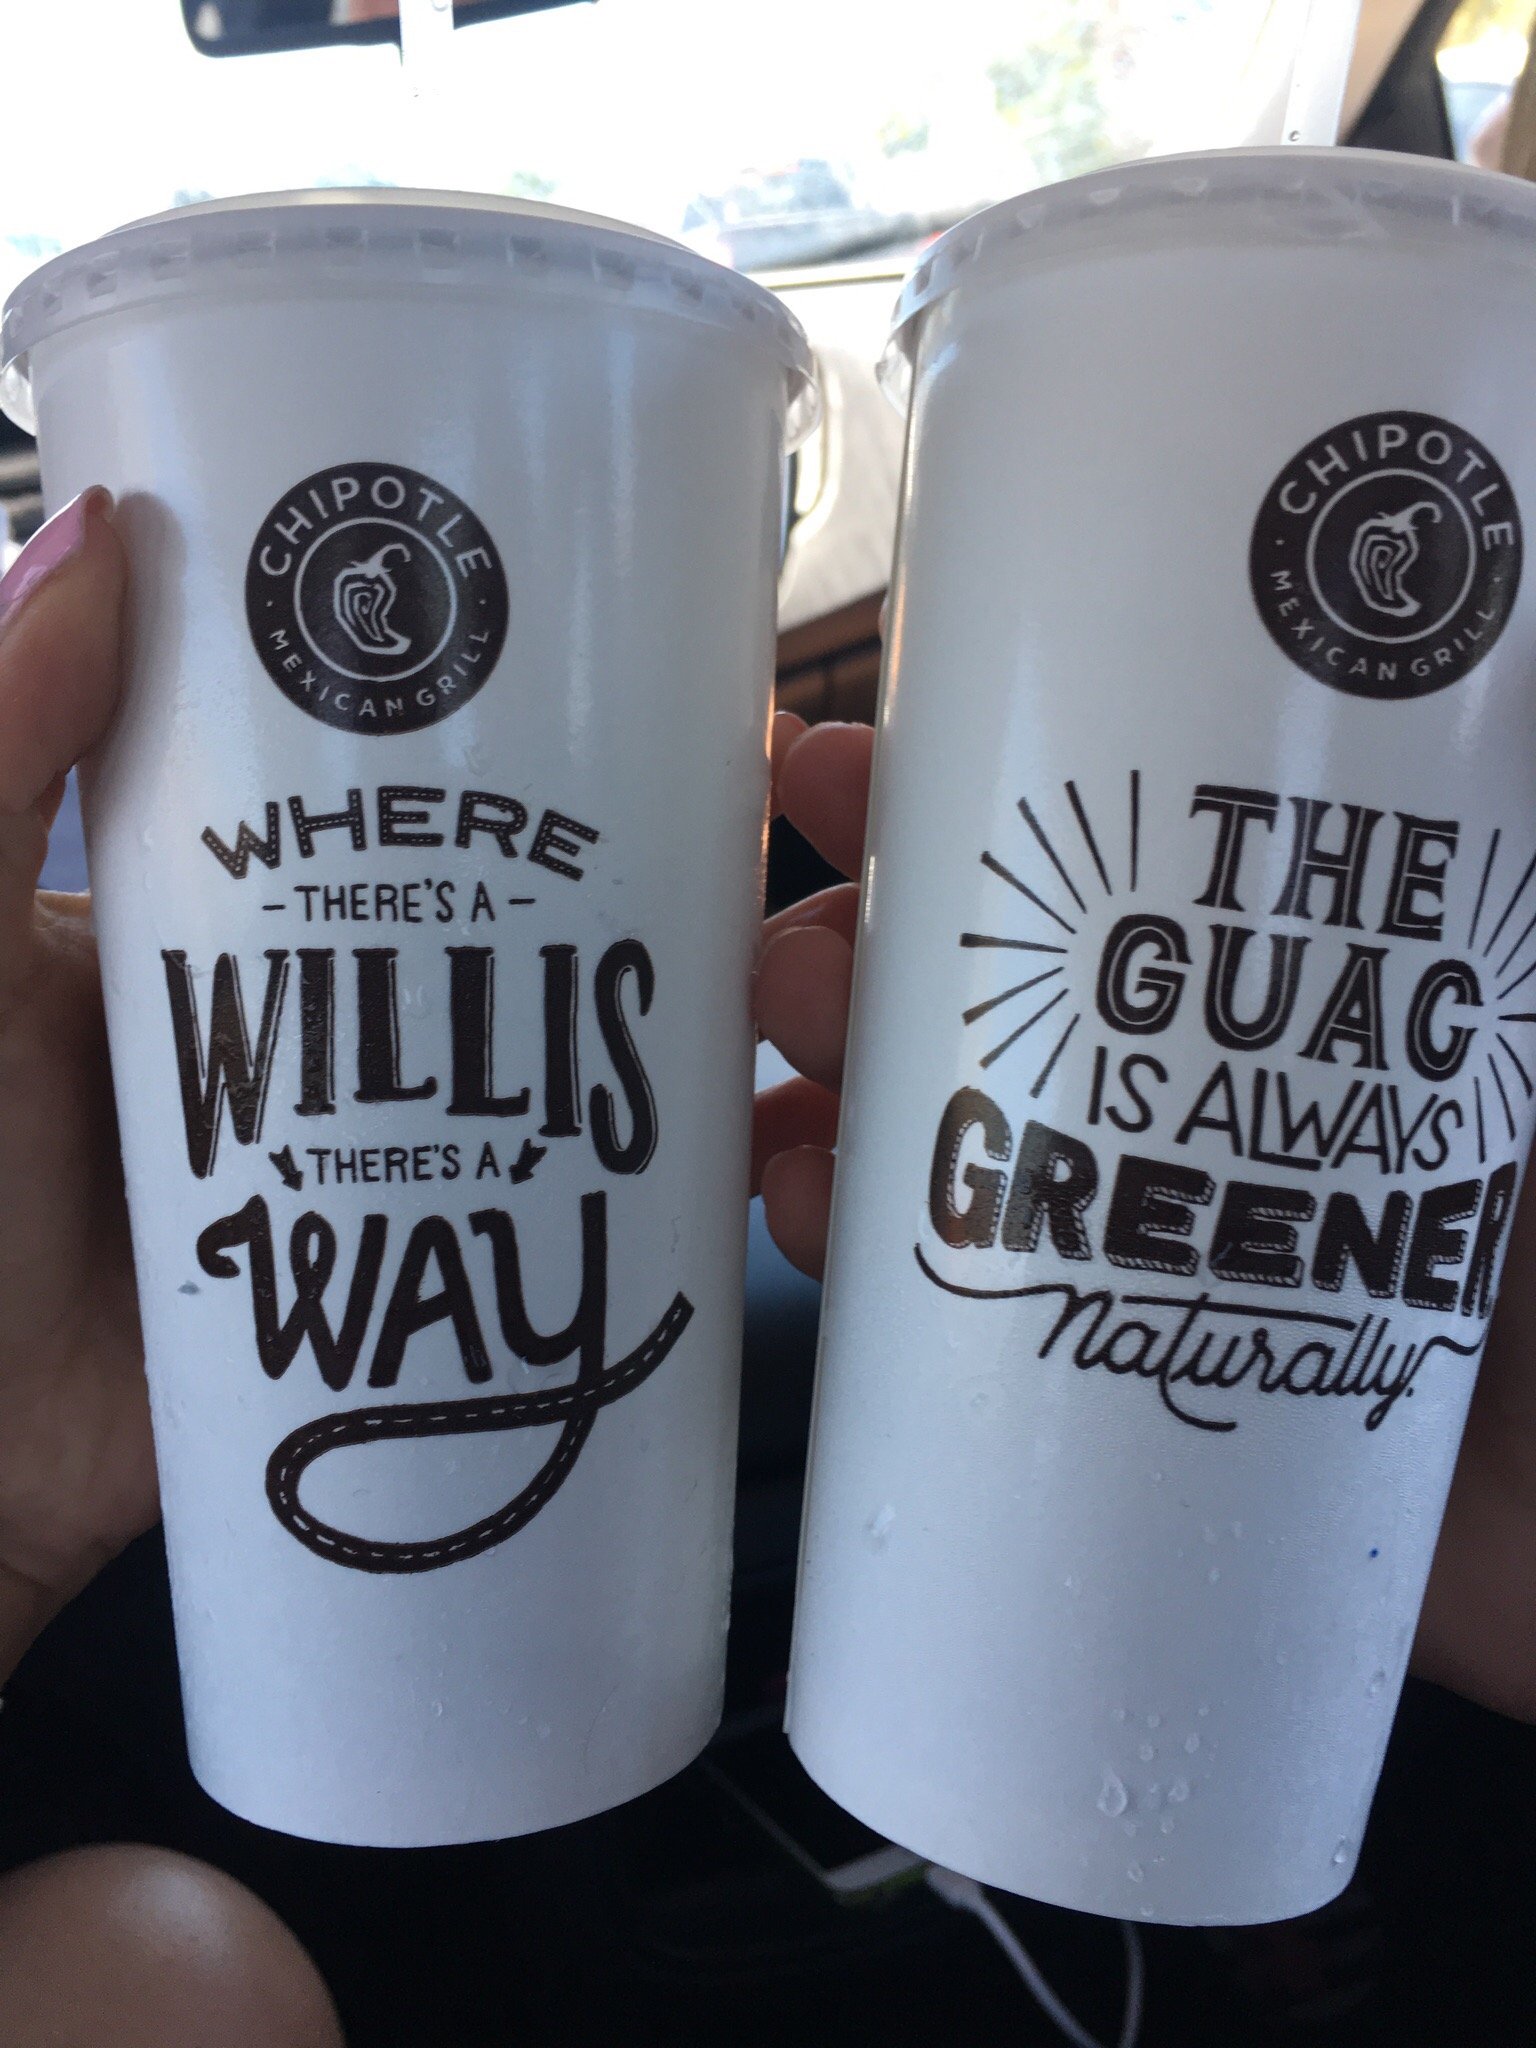 CHIPOTLE
MEXICAN GRILL
WHERE
- THERE'S A -
WILLIS
THERE'S A
WAY
CHIPOTLE
MEXICAN GRILL
THE
GUAC
IS ALWAYS
GREENER
naturally.